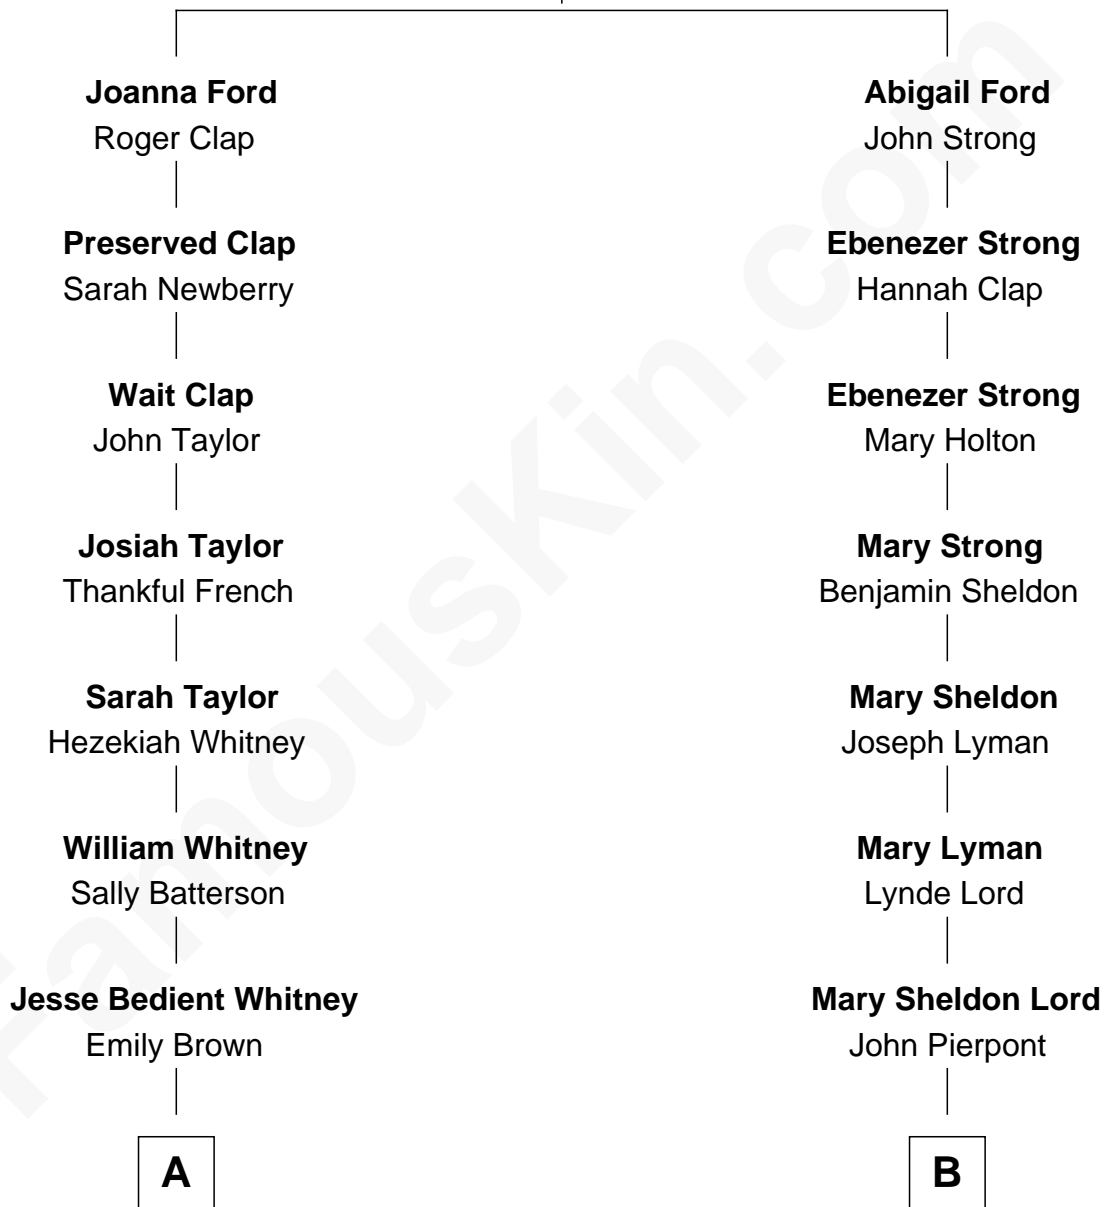 Joanna Ford
Roger Clap
Abigail Ford
John Strong
Preserved Clap
Sarah Newberry
Ebenezer Strong
Hannah Clap
Wait Clap
John Taylor
Ebenezer Strong
Mary Holton
Josiah Taylor
Thankful French
Mary Strong
Benjamin Sheldon
Sarah Taylor
Hezekiah Whitney
Mary Sheldon
Joseph Lyman
William Whitney
Sally Batterson
Mary Lyman
Lynde Lord
Jesse Bedient Whitney
Emily Brown
Mary Sheldon Lord
John Pierpont
A
B
FamousKin.com